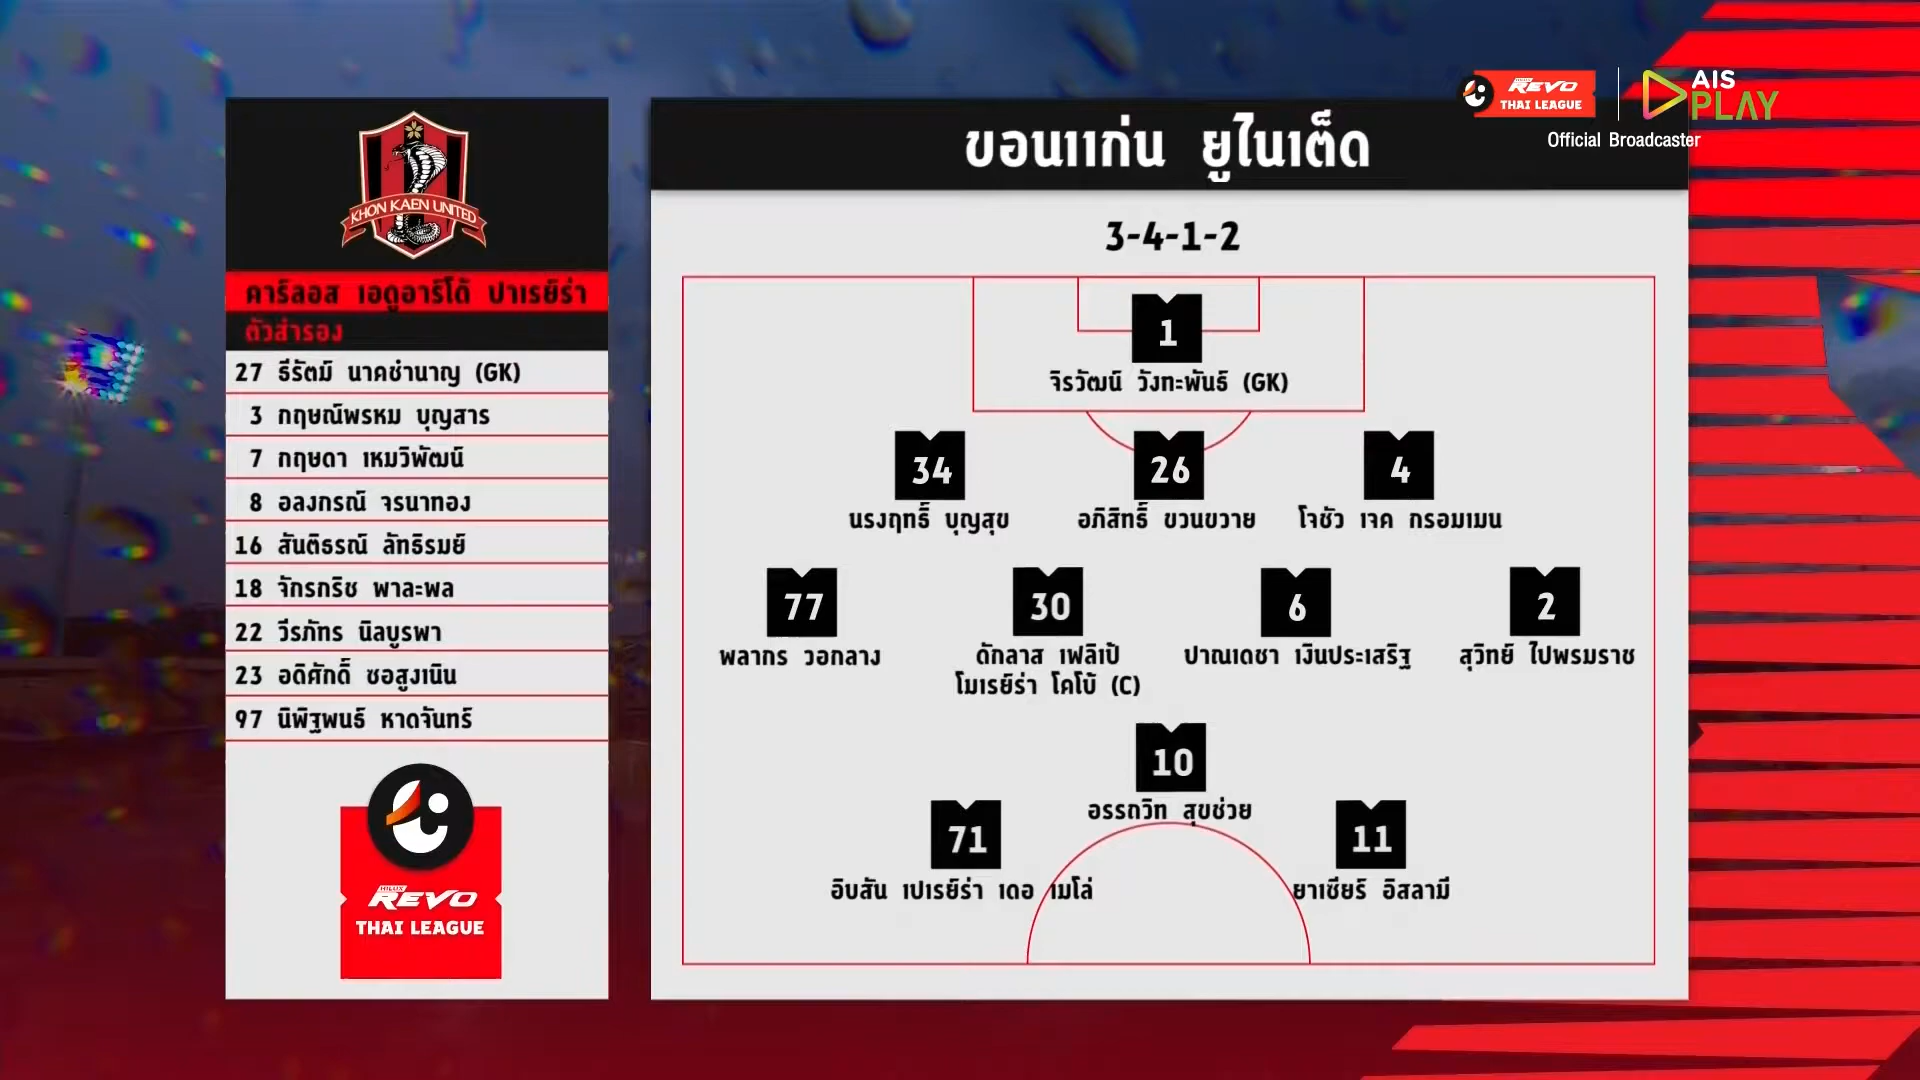 REVO
THAI LEAGUE
AIS
PLAY
Official Broadcaster
KHON KAEN UNITED
คาร์ลอส เอดูอาร์โด้ ปาเรย์ร่า
ตัวสำรอง
27 ธีรัตม์ นาคชำนาญ (GK)
3 กฤษณ์พรหม บุญสาร
7 กฤษดา เหมวิพัฒน์
8 อลงกรณ์ จรนาทอง
16 สันติธรณ์ ลัทธิรมย์
18 จักรกริช พาละพล
22 วีรภัทร นิลบูรพา
23 อดิศักดิ์ ซอสูงเนิน
97 นิพิฐพนธ์ หาดจันทร์
HILUX
REVO
THAI LEAGUE
ขอนแก่น ยูไนเต็ด
3-4-1-2
1
จิรวัฒน์ วังทะพันธ์ (GK)
34 26 4
นรงฤทธิ์ บุญสุข อภิสิทธิ์ ขวนขวาย โจชัว เจค กรอมเมน
77 30 6 2
พลากร วอกลาง ดักลาส เฟลิเป้ ปาณเดชา เงินประเสริฐ สุวิทย์ ไปพรมราช
โมเรย์ร่า โคโบ้ (C)
10
อรรถวิท สุขช่วย
71 11
อิบสัน เปเรย์ร่า เดอ เมโล่ ยาเซียร์ อิสลามี